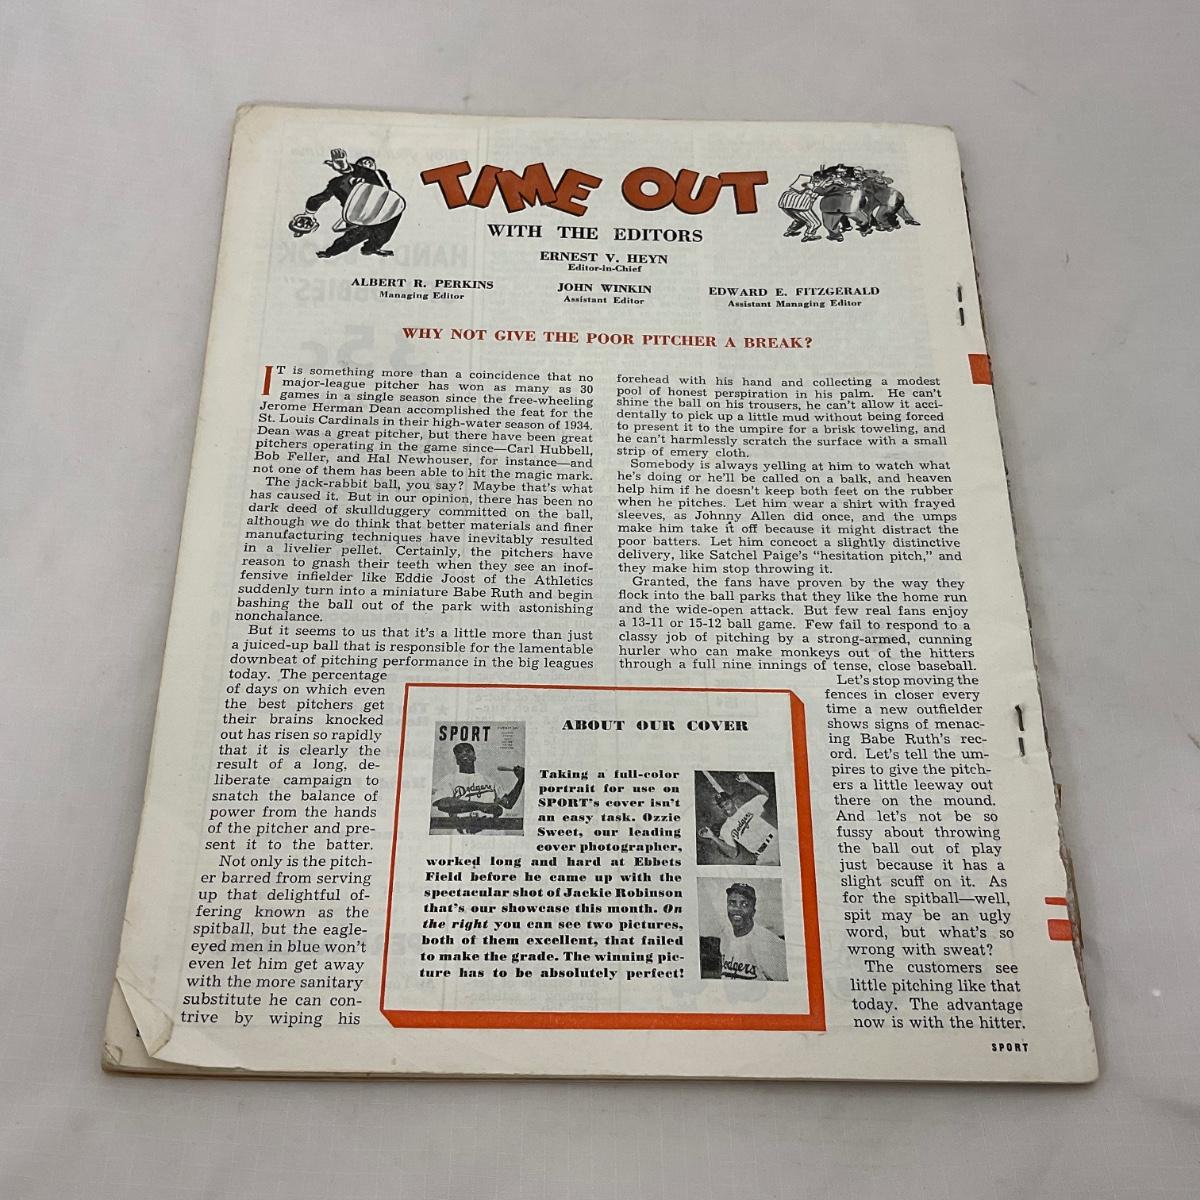 TIME OUT
WITH THE EDITORS
ERNEST V. HEYN
Editor-in-Chief
ALBERT R. PERKINS
Managing Editor
JOHN WINKIN
Assistant Editor
EDWARD E. FITZGERALD
Assistant Managing Editor
WHY NOT GIVE THE POOR PITCHER A BREAK?
IT is something more than a coincidence that no
major-league pitcher has won as many as 30
games in a single season since the free-wheeling
Jerome Herman Dean accomplished the feat for the
St. Louis Cardinals in their high-water season of 1934.
Dean was a great pitcher, but there have been great
pitchers operating in the game since—Carl Hubbell,
Bob Feller, and Hal Newhouser, for instance—and
not one of them has been able to hit the magic mark.
The jack-rabbit ball, you say? Maybe that's what
has caused it. But in our opinion, there has been no
dark deed of skullduggery committed on the ball,
although we do think that better materials and finer
manufacturing techniques have inevitably resulted
in a livelier pellet. Certainly, the pitchers have
reason to gnash their teeth when they see an inof-
fensive infielder like Eddie Joost of the Athletics
suddenly turn into a miniature Babe Ruth and begin
bashing the ball out of the park with astonishing
nonchalance.
But it seems to us that it's a little more than just
a juiced-up ball that is responsible for the lamentable
downbeat of pitching performance in the big leagues
today. The percentage
of days on which even
the best pitchers get
their brains knocked
out has risen so rapidly
that it is clearly the
result of a long, de-
liberate campaign to
snatch the balance of
power from the hands
of the pitcher and pre-
sent it to the batter.
Not only is the pitch-
er barred from serving
up that delightful of-
fering known as the
spitball, but the eagle-
eyed men in blue won't
even let him get away
with the more sanitary
substitute he can con-
trive by wiping his
forehead with his hand and collecting a modest
pool of honest perspiration in his palm. He can't
shine the ball on his trousers, he can't allow it acci-
dentally to pick up a little mud without being forced
to present it to the umpire for a brisk toweling, and
he can't harmlessly scratch the surface with a small
strip of emery cloth.
Somebody is always yelling at him to watch what
he's doing or he'll be called on a balk, and heaven
help him if he doesn't keep both feet on the rubber
when he pitches. Let him wear a shirt with frayed
sleeves, as Johnny Allen did once, and the umps
make him take it off because it might distract the
poor batters. Let him concoct a slightly distinctive
delivery, like Satchel Paige's "hesitation pitch," and
they make him stop throwing it.
Granted, the fans have proven by the way they
flock into the ball parks that they like the home run
and the wide-open attack. But few real fans enjoy
a 13-11 or 15-12 ball game. Few fail to respond to a
classy job of pitching by a strong-armed, cunning
hurler who can make monkeys out of the hitters
through a full nine innings of tense, close baseball.
Let's stop moving the
fences in closer every
time a new outfielder
shows signs of menac-
ing Babe Ruth's rec-
ord. Let's tell the um-
pires to give the pitch-
ers a little leeway out
there on the mound.
And let's not be so
fussy about throwing
the ball out of play
just because it has a
slight scuff on it. As
for the spitball—well,
spit may be an ugly
word, but what's so
wrong with sweat?
The customers see
little pitching like that
today. The advantage
now is with the hitter.
ABOUT OUR COVER
SPORT
Dodgers
Taking a full-color
portrait for use on
SPORT's cover isn't
an easy task. Ozzie
Sweet, our leading
cover photographer,
worked long and hard at Ebbets
Field before he came up with the
spectacular shot of Jackie Robinson
that's our showcase this month. On
the right you can see two pictures,
both of them excellent, that failed
to make the grade. The winning pic-
ture has to be absolutely perfect!
Dodgers
Dodgers
SPORT